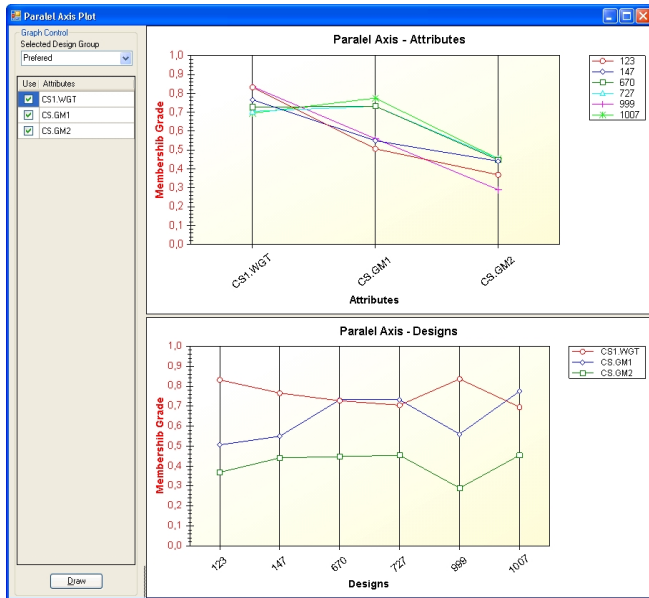 Paralel Axis Plot
Graph Control
Selected Design Group
Prefered
Use Attributes
CS1.WGT
CS.GM1
CS.GM2
Draw
Paralel Axis - Attributes
1,0
0,9
0,8
0,7
0,6
0,5
0,4
0,3
0,2
0,1
0,0
Membershib Grade
CS1.WGT
CS.GM1
CS.GM2
Attributes
123
147
670
727
999
1007
Paralel Axis - Designs
1,0
0,9
0,8
0,7
0,6
0,5
0,4
0,3
0,2
0,1
0,0
Membershib Grade
123
147
670
727
999
1007
Designs
CS1.WGT
CS.GM1
CS.GM2